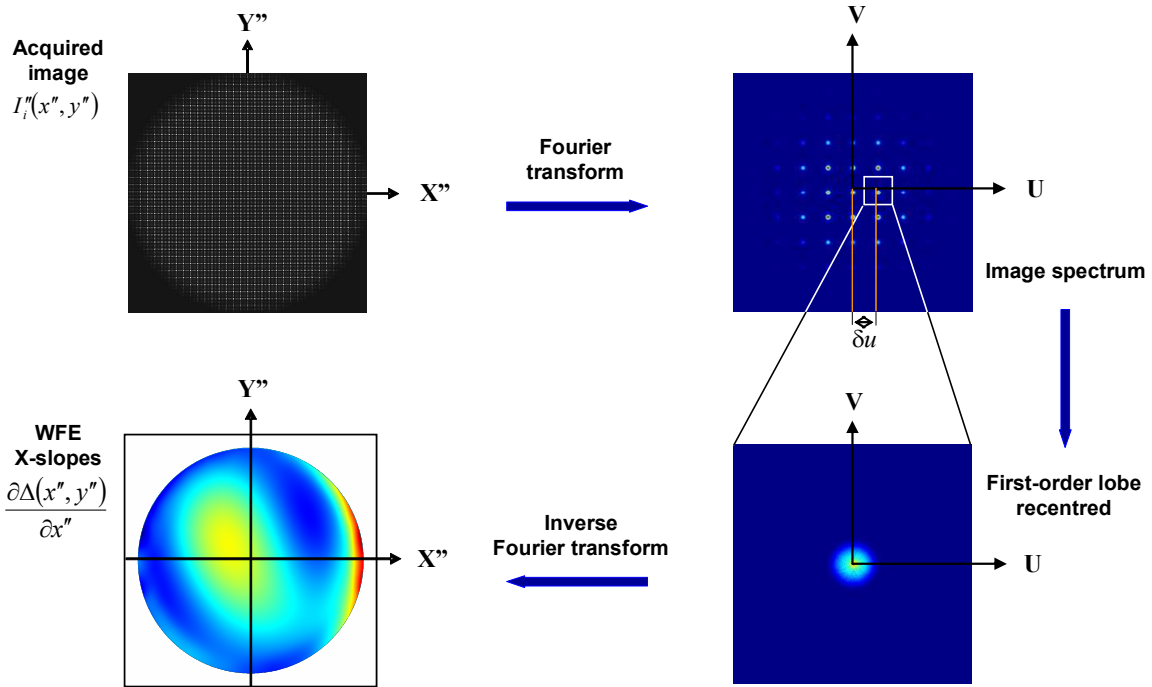 Y”
Acquired
image
I″ᵢ(x″, y″)
X”
Fourier
transform
V
U
Image spectrum
δu
Y”
WFE
X-slopes
∂Δ(x″, y″)
∂x″
X”
Inverse
Fourier transform
V
First-order lobe
recentred
U